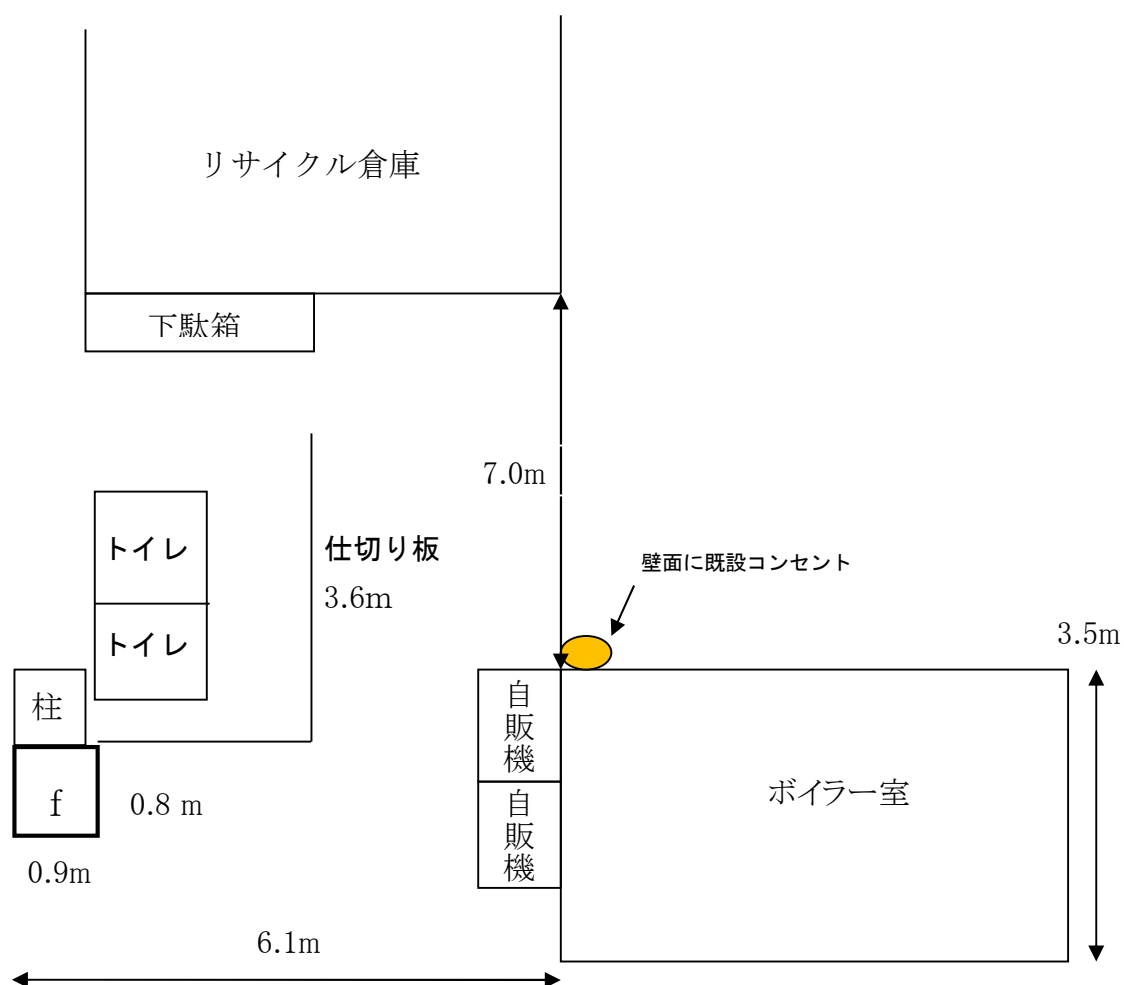 リサイクル倉庫
下駄箱
7.0m
トイレ
仕切り板
壁面に既設コンセント
3.6m
3.5m
トイレ
柱
自販機
ボイラー室
f
0.8 m
自販機
0.9m
6.1m